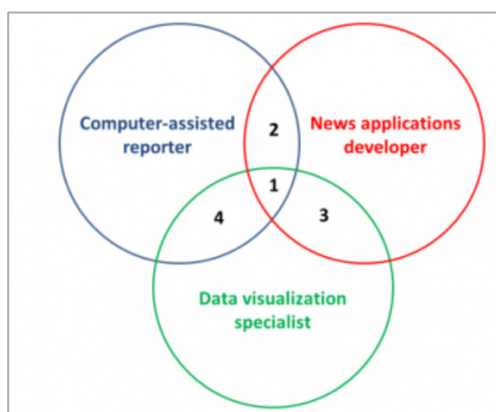 Computer-assisted
reporter
2
News applications
developer
1
4
3
Data visualization
specialist